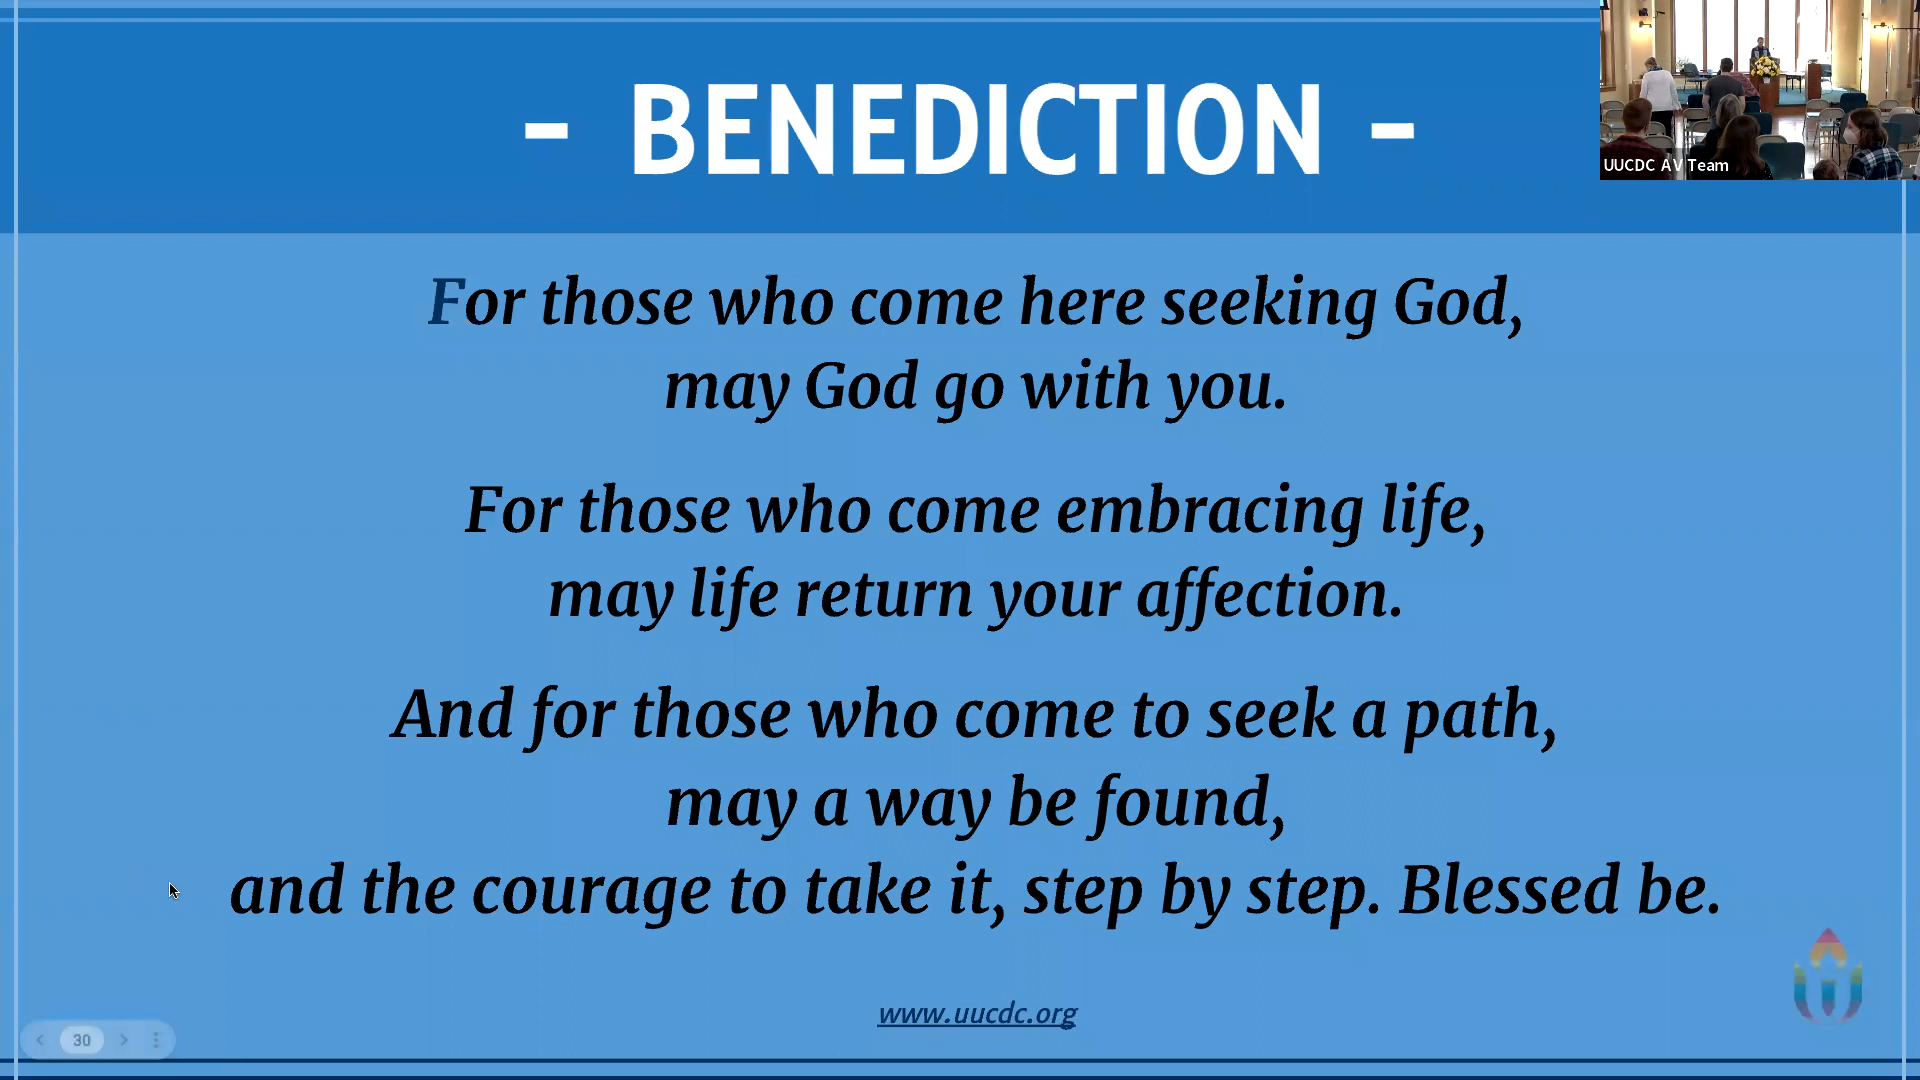 - BENEDICTION -
UUCDC AV Team
For those who come here seeking God,
may God go with you.
For those who come embracing life,
may life return your affection.
And for those who come to seek a path,
may a way be found,
and the courage to take it, step by step. Blessed be.
www.uucdc.org
30